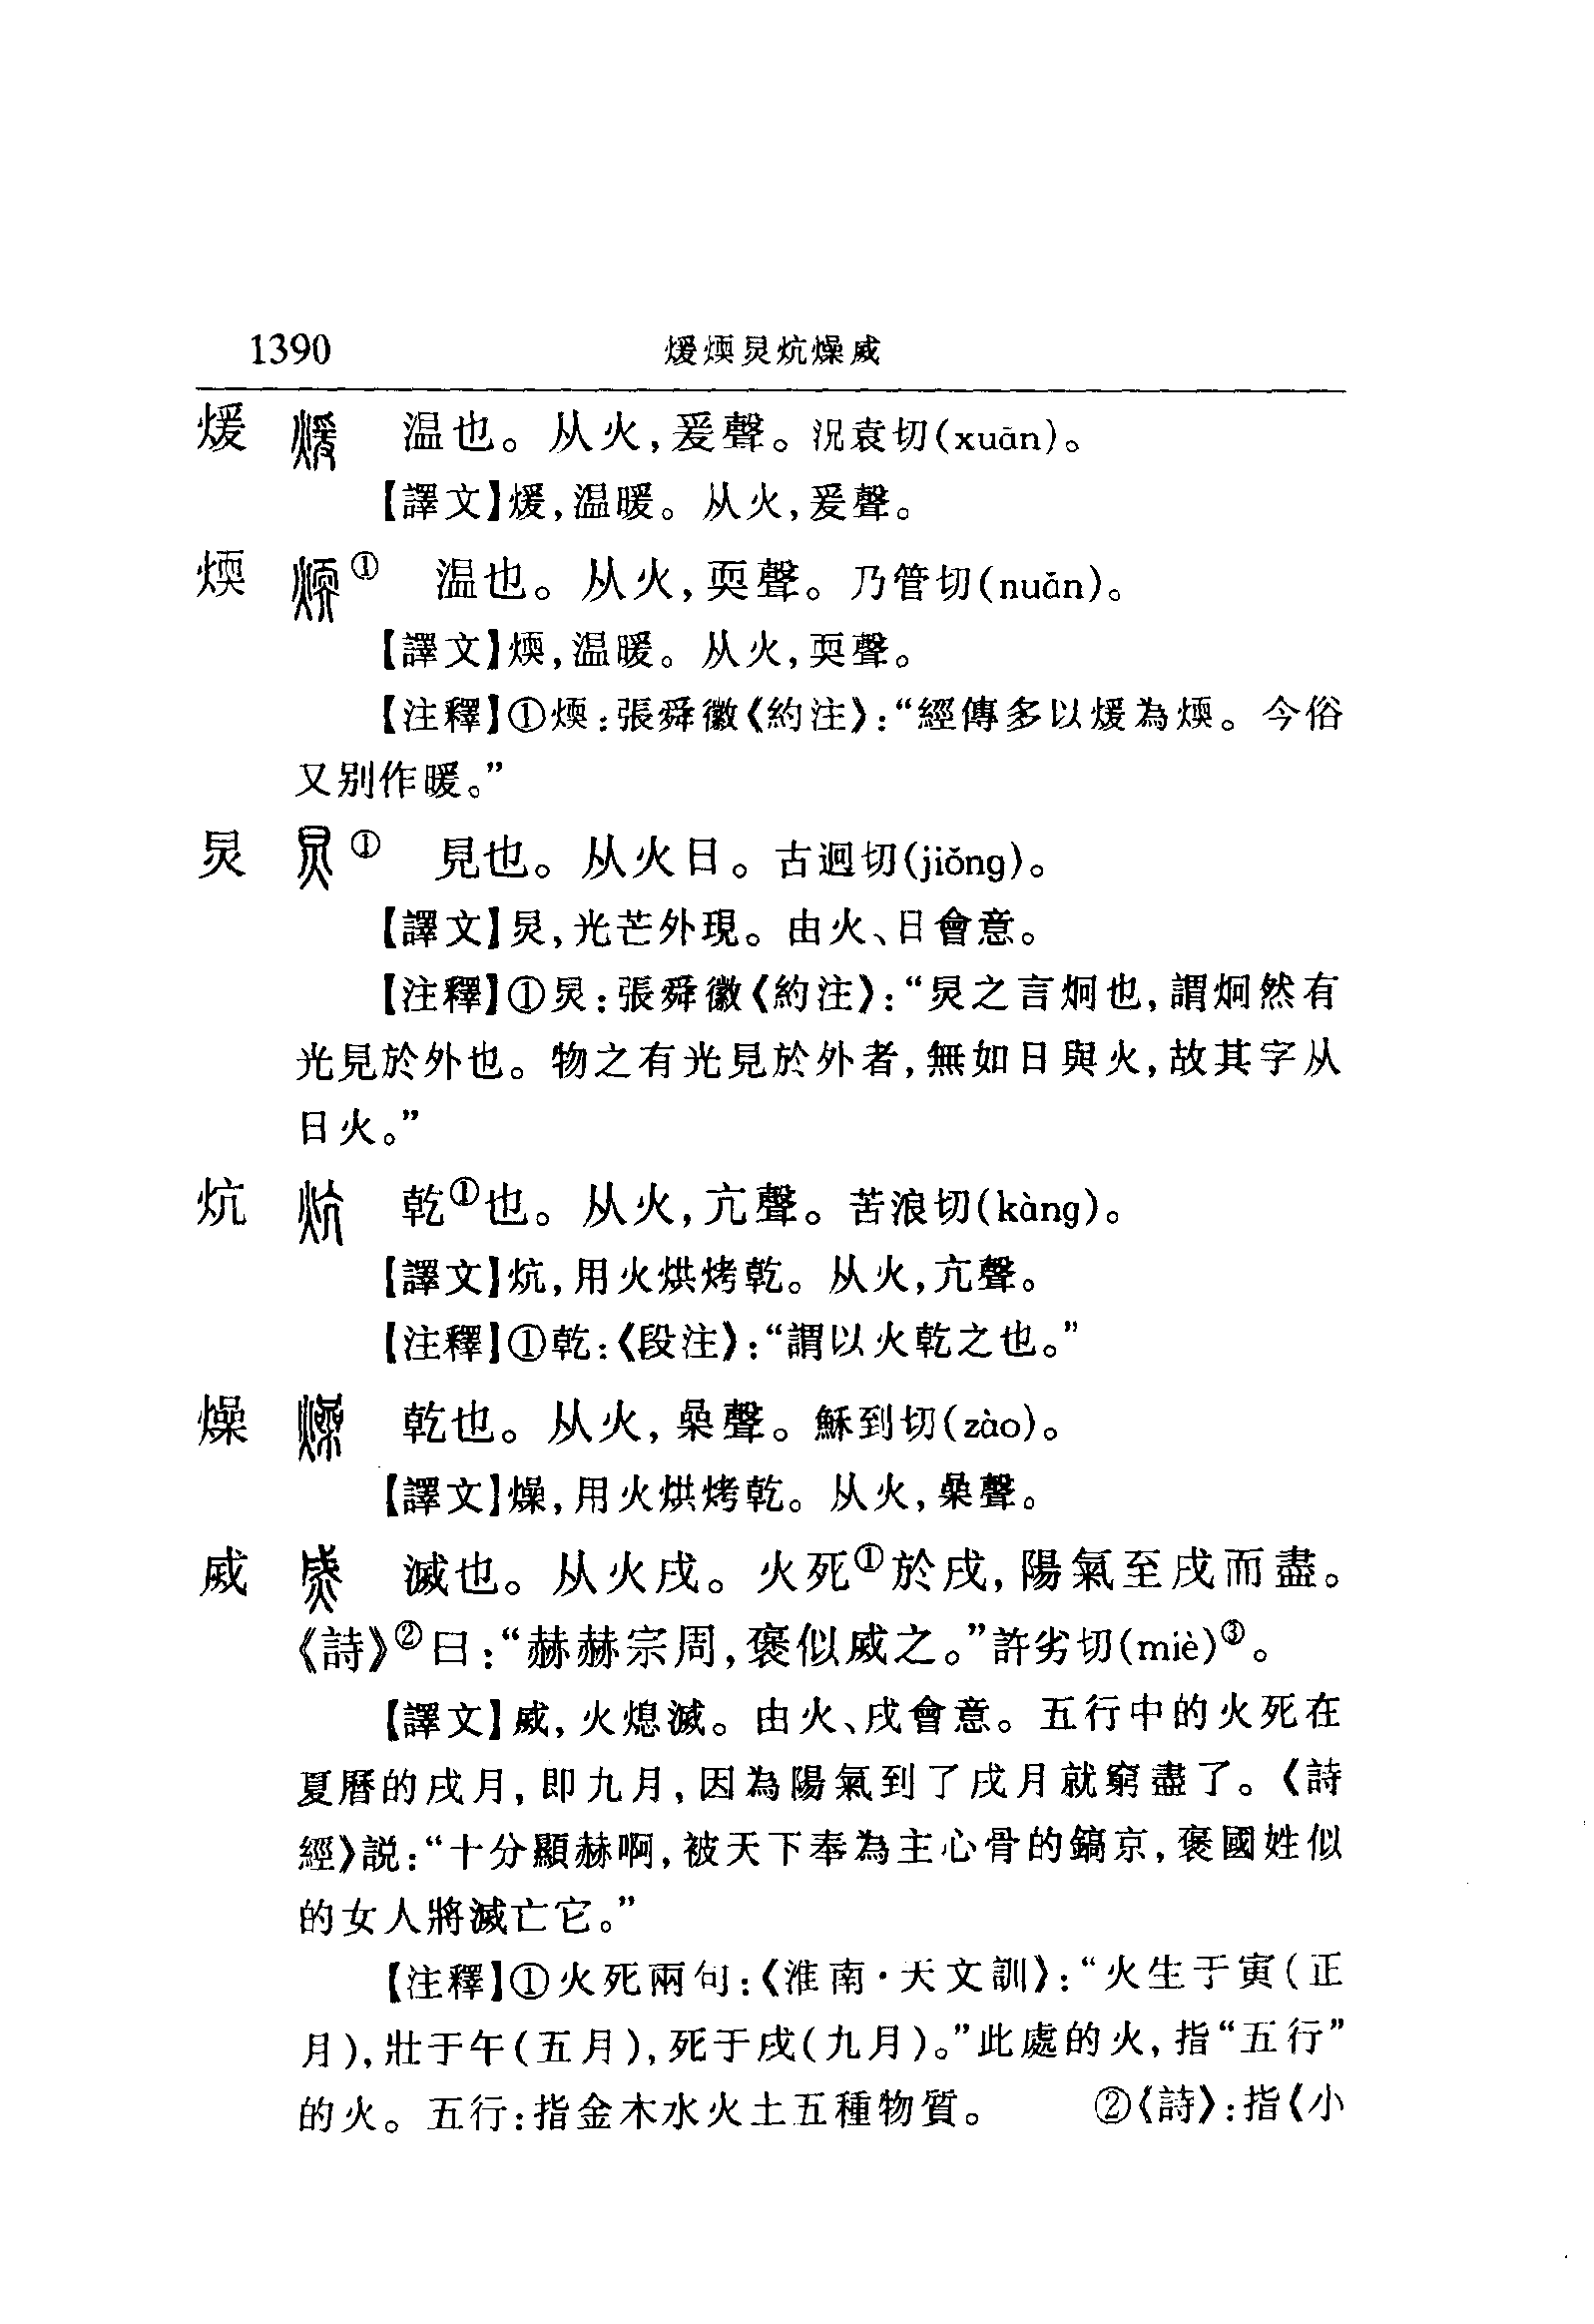 1390 煖煗炅炕燥烕
煖 溫也。从火,爰聲。況袁切(xuān)。
【譯文】煖,温暖。从火,爰聲。
煗① 温也。从火,耎聲。乃管切(nuǎn)。
【譯文】煗,温暖。从火,耎聲。
【注釋】①煗:張舜徽《約注》:“經傳多以煖為煗。今俗
又别作暖。”
炅① 見也。从火日。古迥切(jiǒng)。
【譯文】炅,光芒外現。由火、日會意。
【注釋】①炅:張舜徽《約注》:“炅之言炯也,謂炯然有
光見於外也。物之有光見於外者,無如日與火,故其字从
日火。”
炕 乾①也。从火,亢聲。苦浪切(kàng)。
【譯文】炕,用火烘烤乾。从火,亢聲。
【注釋】①乾:《段注》:“謂以火乾之也。”
燥 乾也。从火,喿聲。穌到切(zào)。
【譯文】燥,用火烘烤乾。从火,喿聲。
烕 滅也。从火戌。火死①於戌,陽氣至戌而盡。
《詩》②曰:“赫赫宗周,褒似烕之。”許劣切(miè)③。
【譯文】烕,火熄滅。由火、戌會意。五行中的火死在
夏曆的戌月,即九月,因為陽氣到了戌月就窮盡了。《詩
經》説:“十分顯赫啊,被天下奉為主心骨的鎬京,褒國姓似
的女人將滅亡它。”
【注釋】①火死兩句:《淮南·天文訓》:“火生于寅(正
月),壯于午(五月),死于戌(九月)。”此處的火,指“五行”
的火。五行:指金木水火土五種物質。 ②《詩》:指《小